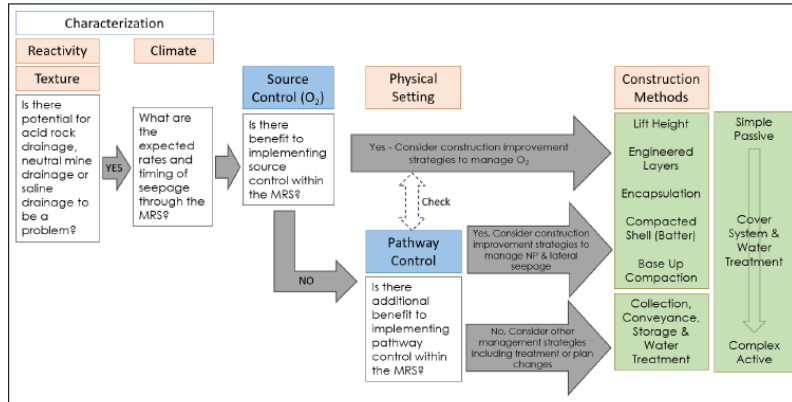 Characterization
Reactivity
Climate
Texture
Is there
potential for
acid rock
drainage,
neutral mine
drainage or
saline
drainage to
be a
problem?
YES
What are
the
expected
rates and
timing of
seepage
through the
MRS?
Source
Control (O₂)
Is there
benefit to
implementing
source
control within
the MRS?
NO
Physical
Setting
Yes - Consider construction improvement
strategies to manage O₂
Check
Pathway
Control
Is there
additional
benefit to
implementing
pathway
control within
the MRS?
Yes, Consider construction
improvement strategies to
manage NP & lateral
seepage
No, Consider other
management strategies
including treatment or plan
changes
Construction
Methods
Lift Height
Engineered
Layers
Encapsulation
Compacted
Shell (Batter)
Base Up
Compaction
Collection,
Conveyance,
Storage &
Water
Treatment
Simple
Passive
Cover
System &
Water
Treatment
Complex
Active